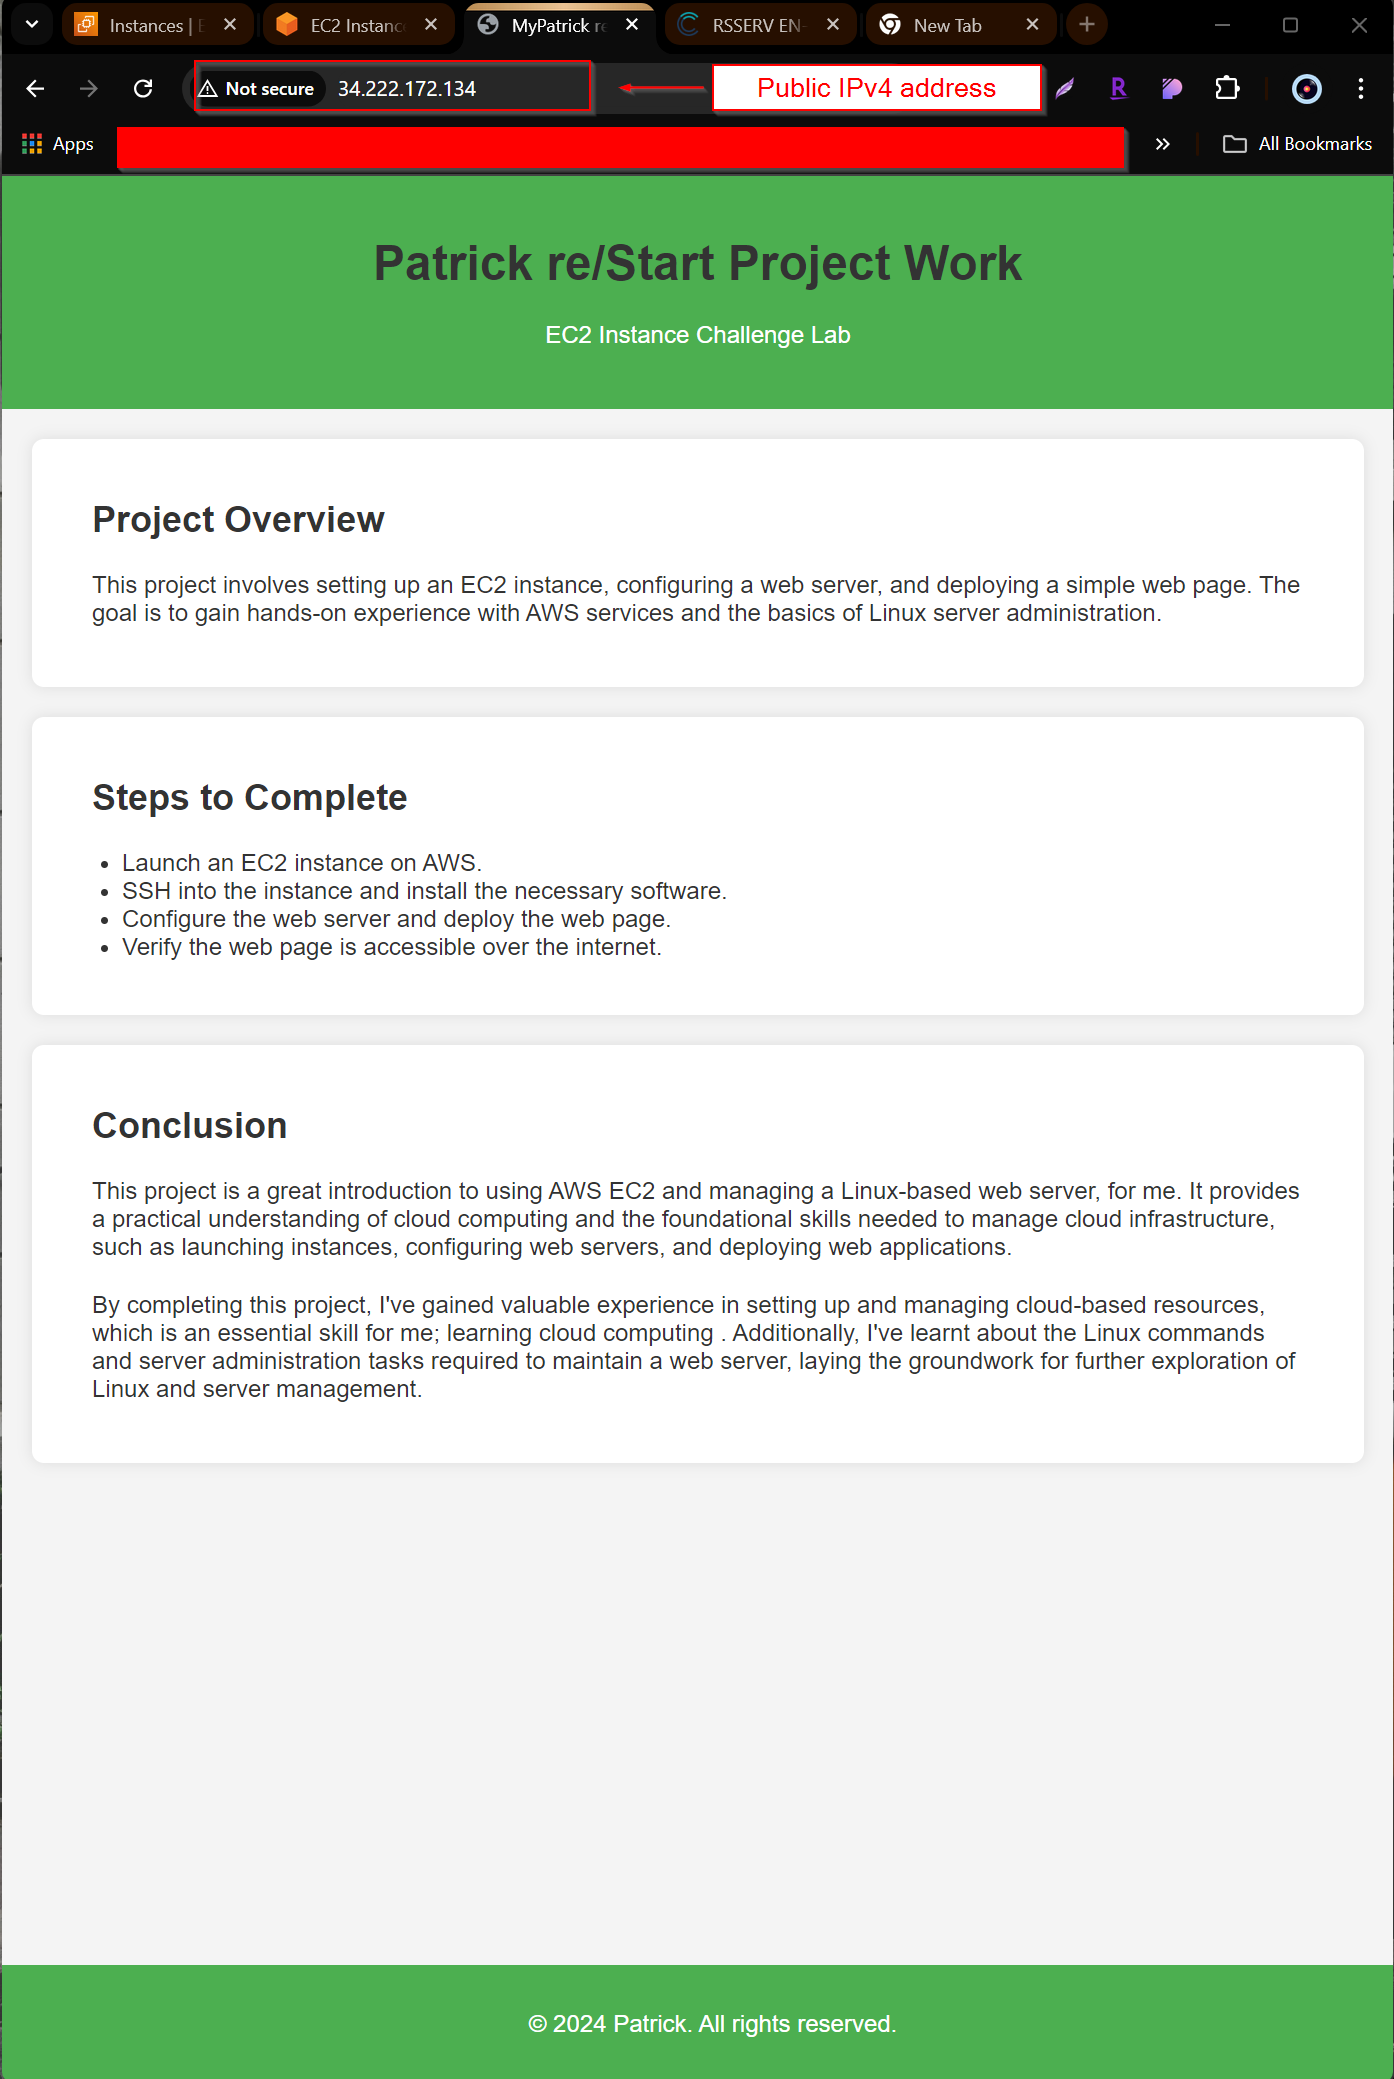 Instances |
EC2 Instanc
MyPatrick re
RSSERV EN-
New Tab
Not secure
34.222.172.134
Public IPv4 address
Apps
All Bookmarks
Patrick re/Start Project Work
EC2 Instance Challenge Lab
Project Overview
This project involves setting up an EC2 instance, configuring a web server, and deploying a simple web page. The
goal is to gain hands-on experience with AWS services and the basics of Linux server administration.
Steps to Complete
• Launch an EC2 instance on AWS.
• SSH into the instance and install the necessary software.
• Configure the web server and deploy the web page.
• Verify the web page is accessible over the internet.
Conclusion
This project is a great introduction to using AWS EC2 and managing a Linux-based web server, for me. It provides
a practical understanding of cloud computing and the foundational skills needed to manage cloud infrastructure,
such as launching instances, configuring web servers, and deploying web applications.
By completing this project, I've gained valuable experience in setting up and managing cloud-based resources,
which is an essential skill for me; learning cloud computing . Additionally, I've learnt about the Linux commands
and server administration tasks required to maintain a web server, laying the groundwork for further exploration of
Linux and server management.
© 2024 Patrick. All rights reserved.